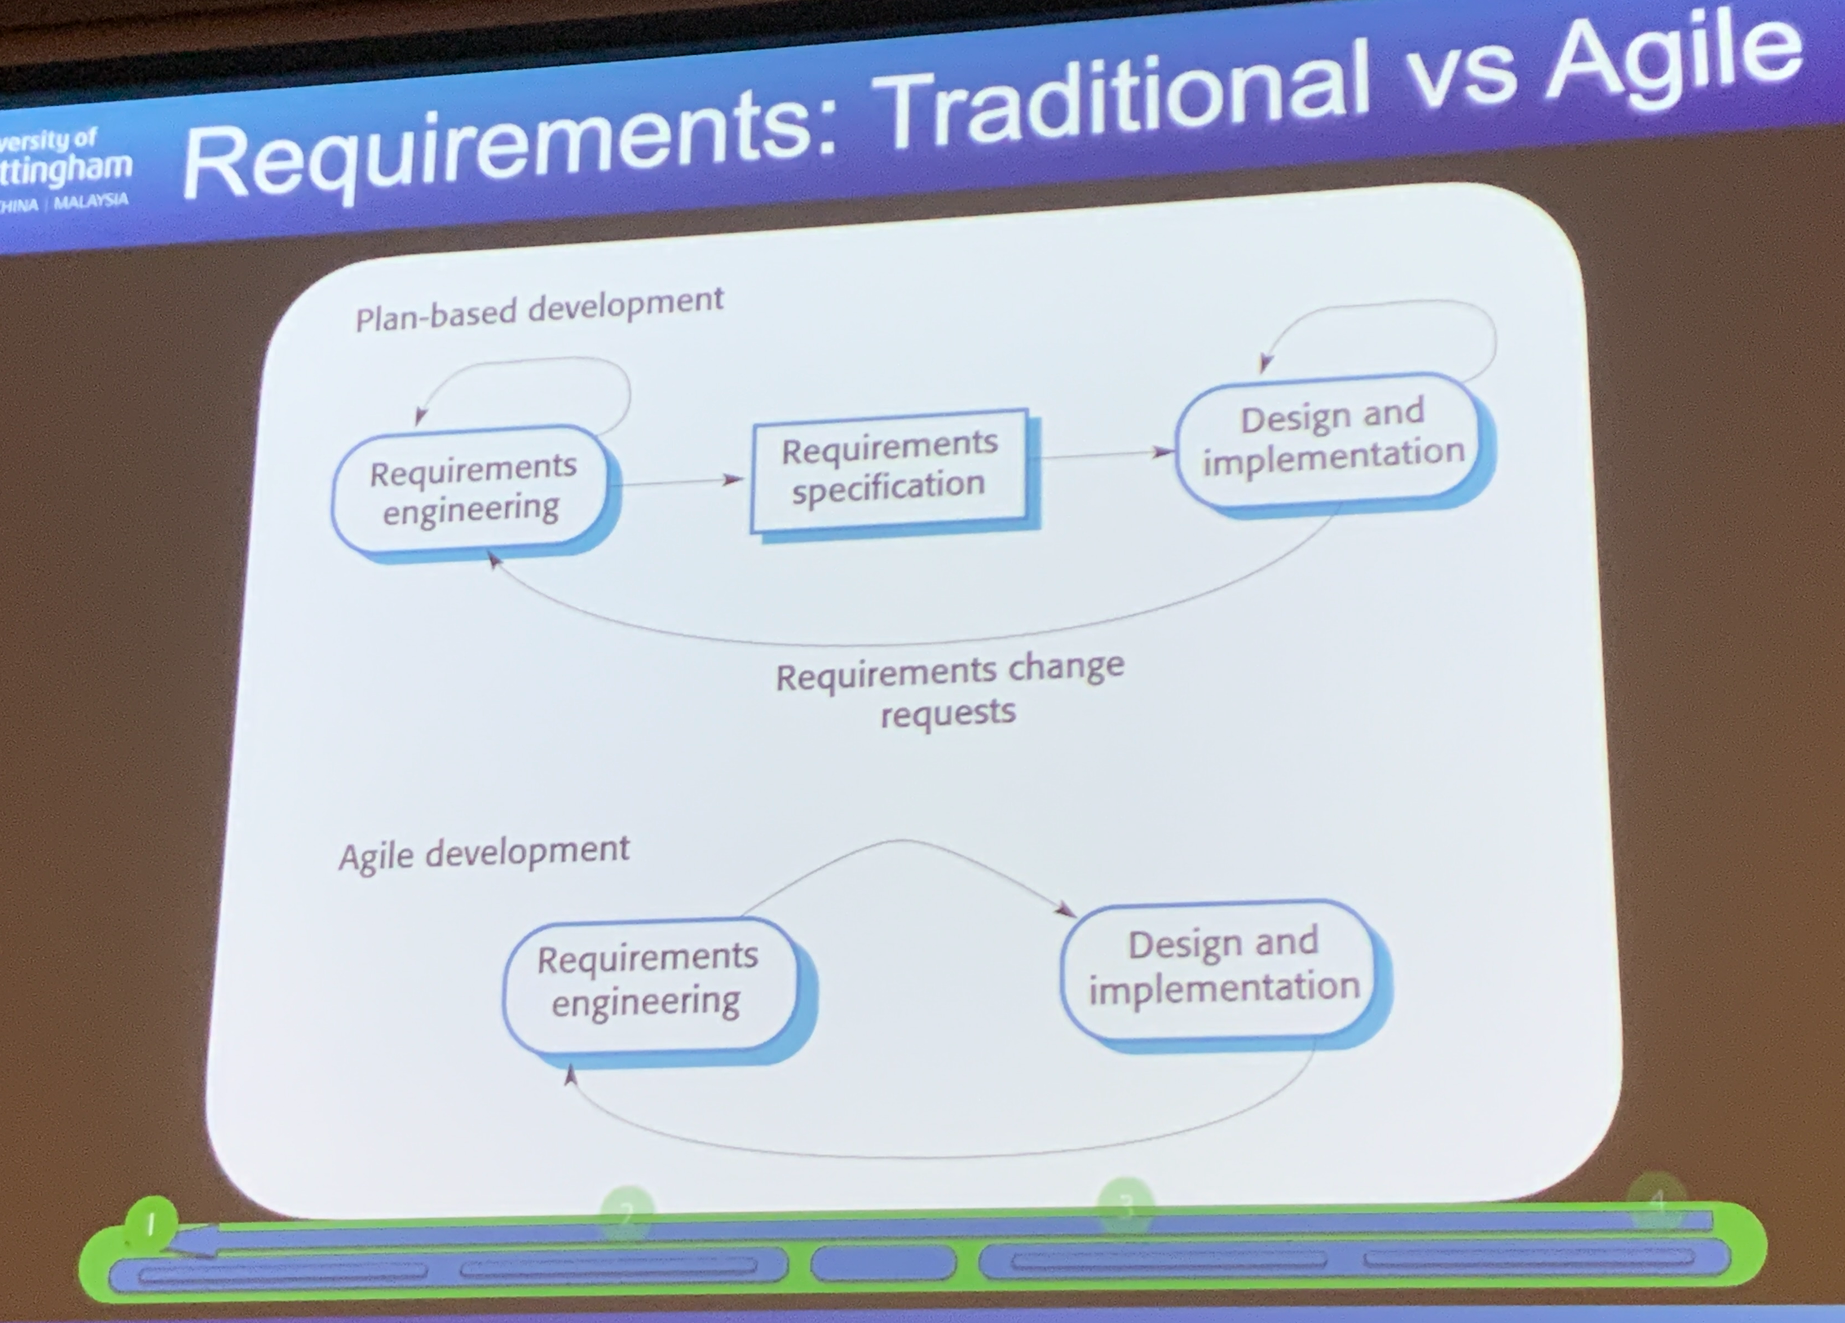 versity of
ttingham
HINA | MALAYSIA
Requirements: Traditional vs Agile
Plan-based development
Requirements
engineering
Requirements
specification
Design and
implementation
Requirements change
requests
Agile development
Requirements
engineering
Design and
implementation
1
2
3
4